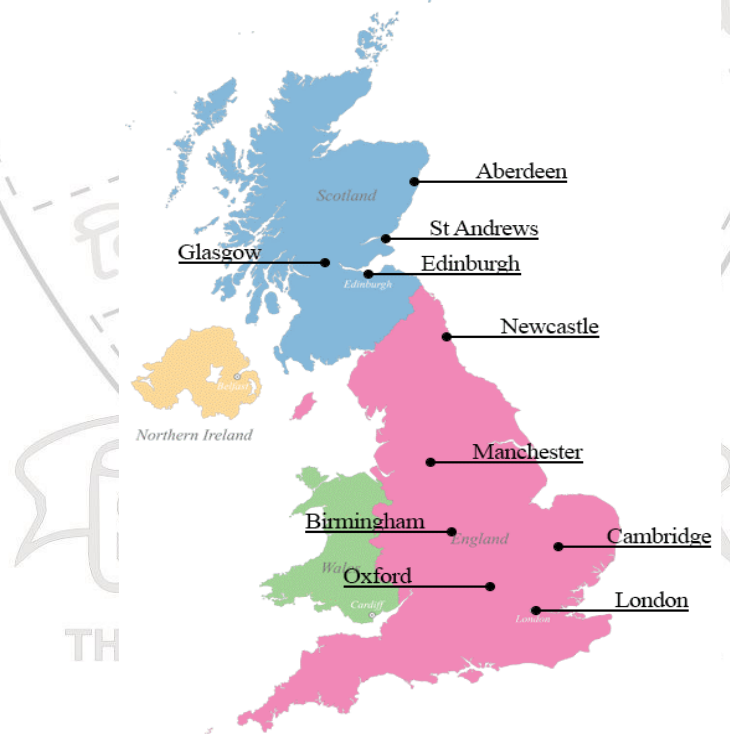 Aberdeen
Scotland
St Andrews
Glasgow
Edinburgh
Edinburgh
Newcastle
Belfast
Northern Ireland
Manchester
Birmingham
England
Cambridge
Wales
Oxford
Cardiff
London
London
TH